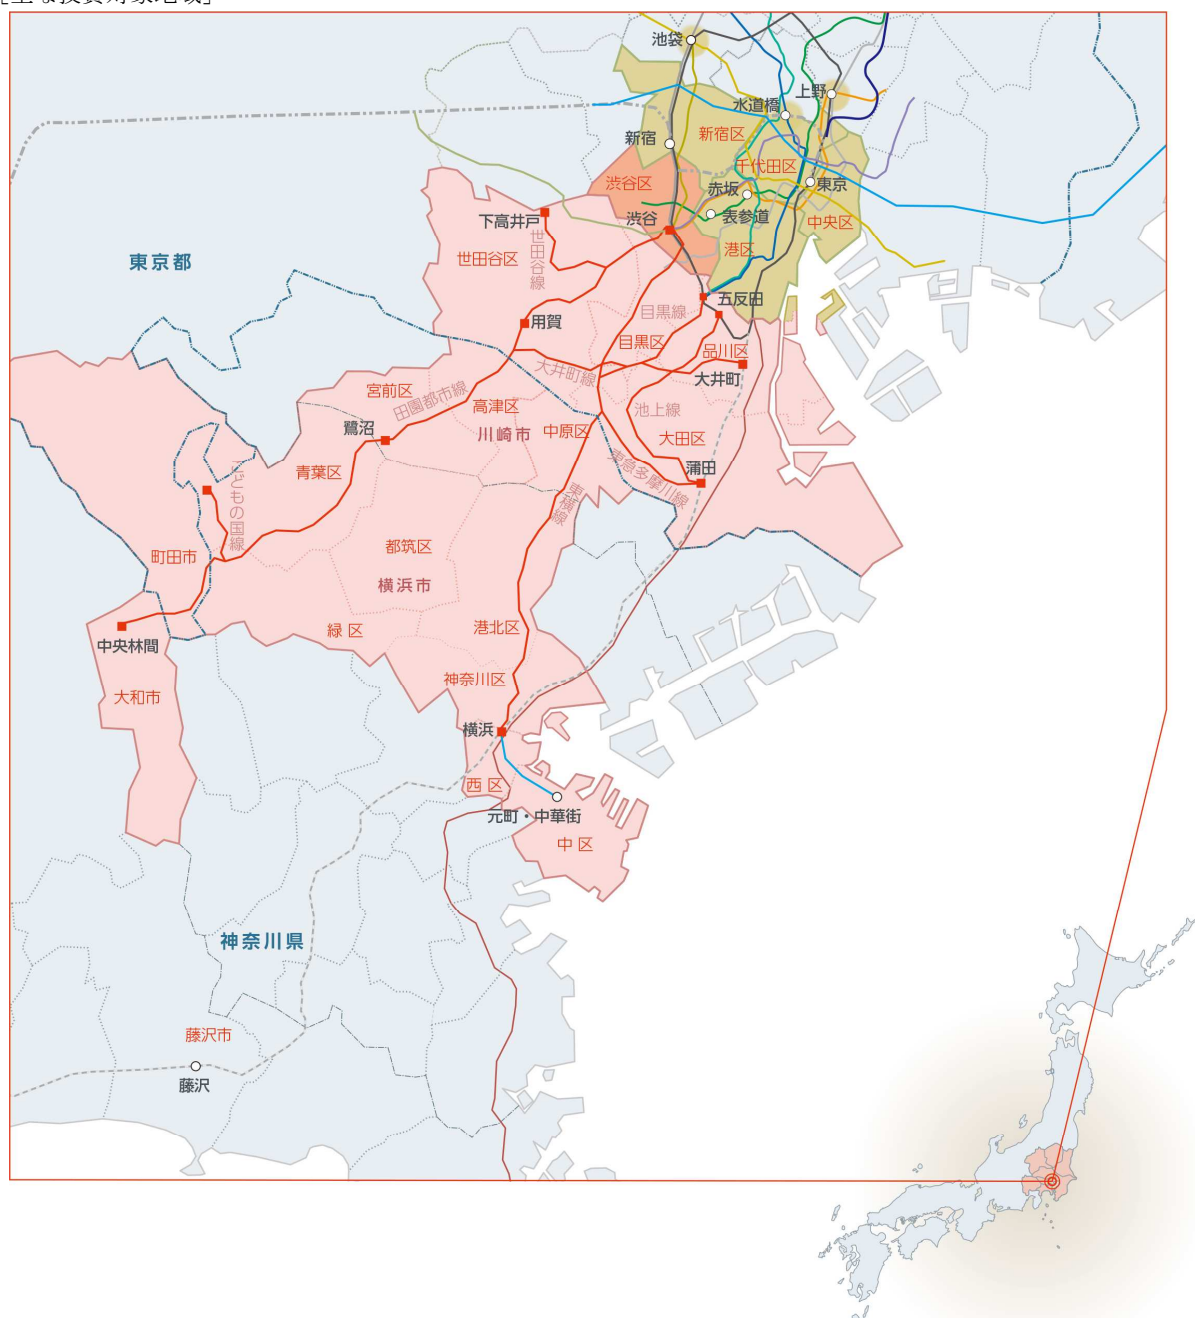 [主な投資対象地域]
池袋
上野
水道橋
新宿
新宿区
千代田区
渋谷区
赤坂
東京
下高井戸
渋谷
表参道
中央区
世田谷線
世田谷区
港区
東京都
五反田
目黒線
用賀
目黒区
品川区
大井町線
大井町
宮前区
田園都市線
高津区
池上線
鷺沼
川崎市
中原区
大田区
東急多摩川線
蒲田
青葉区
こどもの国線
東横線
町田市
都筑区
横浜市
緑区
港北区
中央林間
神奈川区
大和市
横浜
西区
元町・中華街
中区
神奈川県
藤沢市
藤沢